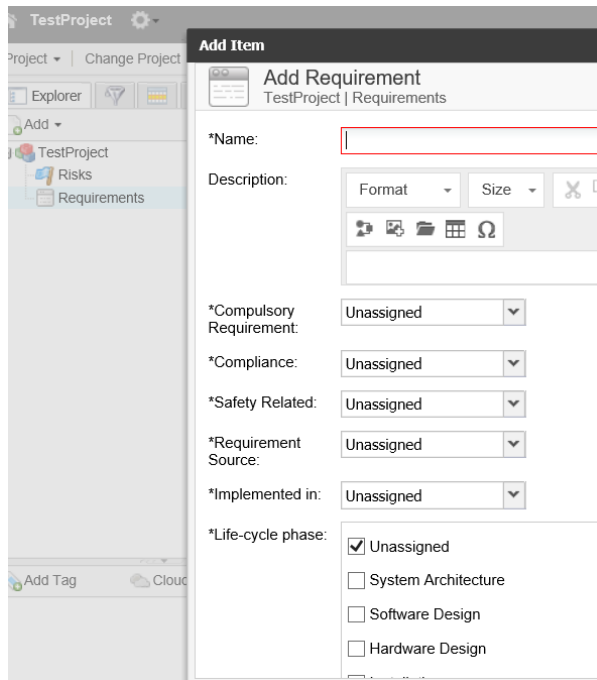 TestProject
Project
Change Project
Explorer
Add
TestProject
Risks
Requirements
Add Tag
Cloud
Add Item
Add Requirement
TestProject | Requirements
*Name:
Description:
Format
Size
Ω
*Compulsory
Requirement:
Unassigned
*Compliance:
Unassigned
*Safety Related:
Unassigned
*Requirement
Source:
Unassigned
*Implemented in:
Unassigned
*Life-cycle phase:
Unassigned
System Architecture
Software Design
Hardware Design